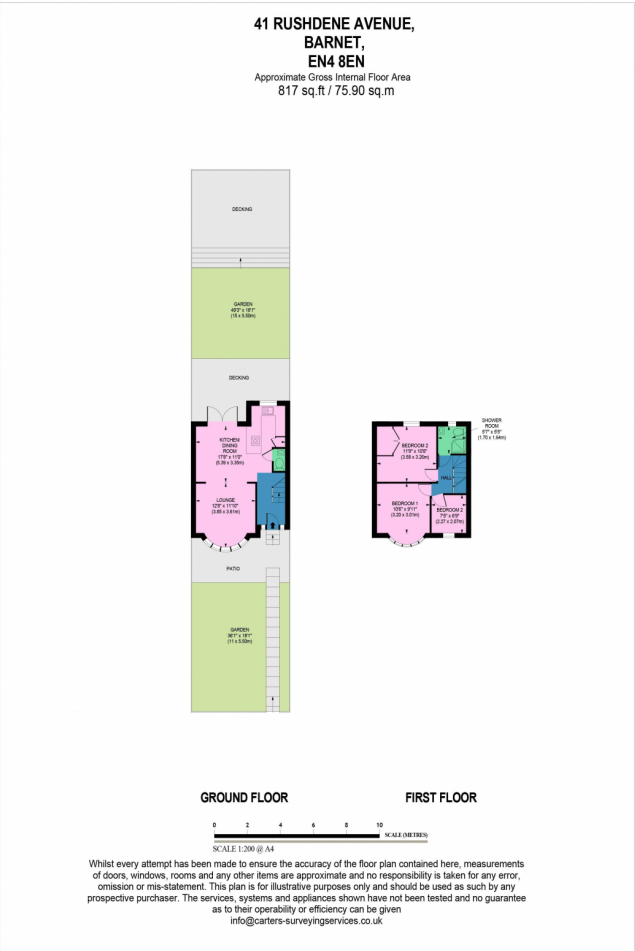 41 RUSHDENE AVENUE,
BARNET,
EN4 8EN
Approximate Gross Internal Floor Area
817 sq.ft / 75.90 sq.m
DECKING
GARDEN
49'3" x 18'1"
(15 x 5.50m)
DECKING
KITCHEN/
DINING
ROOM
17'8" x 11'0"
(5.39 x 3.35m)
LOUNGE
12'8" x 11'10"
(3.85 x 3.61m)
PATIO
GARDEN
36'1" x 18'1"
(11 x 5.50m)
SHOWER
ROOM
5'7" x 5'5"
(1.70 x 1.64m)
BEDROOM 2
11'9" x 10'8"
(3.58 x 3.26m)
HALL
BEDROOM 1
10'6" x 9'11"
(3.20 x 3.01m)
BEDROOM 2
7'5" x 6'9"
(2.27 x 2.07m)
GROUND FLOOR
FIRST FLOOR
0 2 4 6 8 10
SCALE (METRES)
SCALE 1:200 @ A4
Whilst every attempt has been made to ensure the accuracy of the floor plan contained here, measurements
of doors, windows, rooms and any other items are approximate and no responsibility is taken for any error,
omission or mis-statement. This plan is for illustrative purposes only and should be used as such by any
prospective purchaser. The services, systems and appliances shown have not been tested and no guarantee
as to their operability or efficiency can be given
info@carters-surveyingservices.co.uk